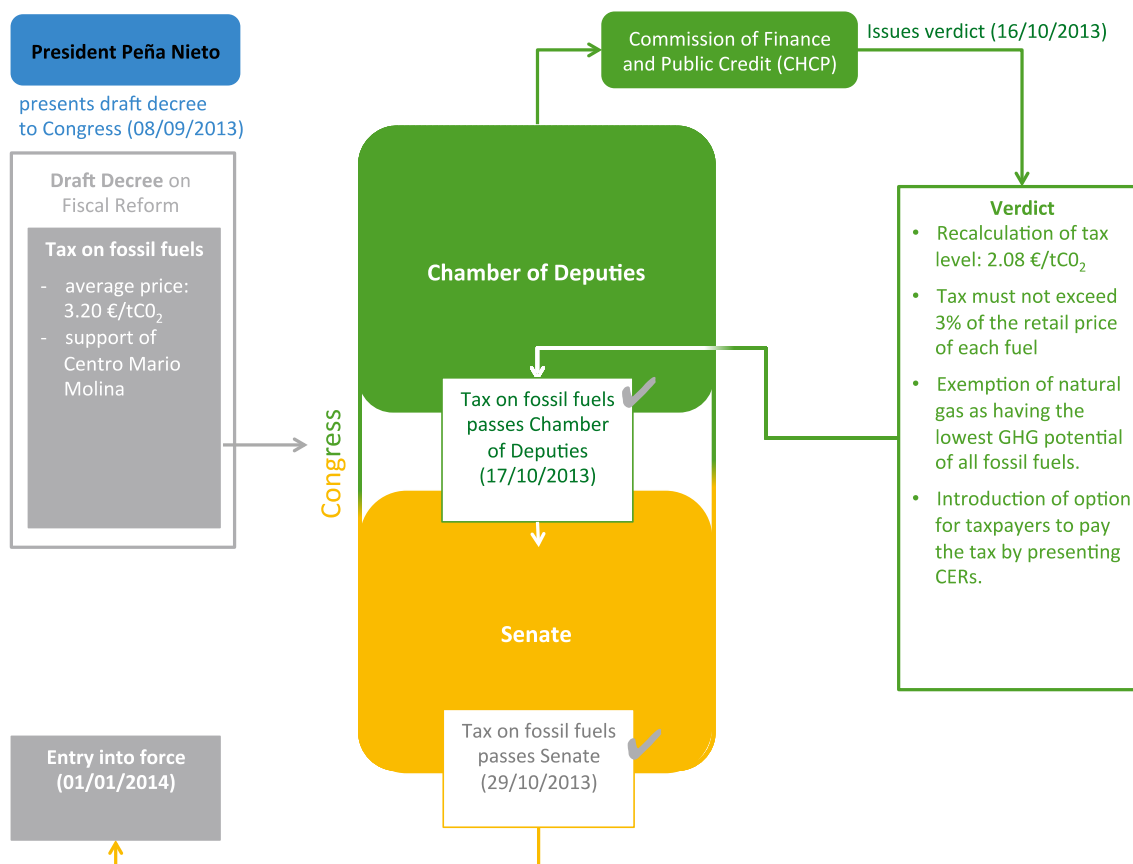 President Peña Nieto
presents draft decree
to Congress (08/09/2013)
Draft Decree on
Fiscal Reform
Tax on fossil fuels
- average price:
3.20 €/tC0₂
- support of
Centro Mario
Molina
Entry into force
(01/01/2014)
Congress
Chamber of Deputies
Tax on fossil fuels
passes Chamber
of Deputies
(17/10/2013)
Senate
Tax on fossil fuels
passes Senate
(29/10/2013)
Commission of Finance
and Public Credit (CHCP)
Issues verdict (16/10/2013)
Verdict
• Recalculation of tax
level: 2.08 €/tC0₂
• Tax must not exceed
3% of the retail price
of each fuel
• Exemption of natural
gas as having the
lowest GHG potential
of all fossil fuels.
• Introduction of option
for taxpayers to pay
the tax by presenting
CERs.